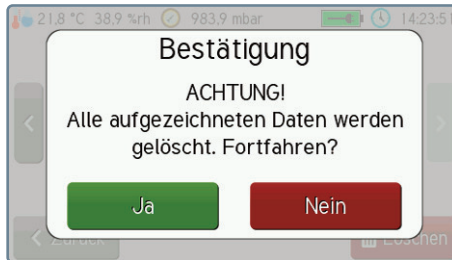 21,8 °C 38,9 %rh 983,9 mbar 14:23:51
Bestätigung
ACHTUNG!
Alle aufgezeichneten Daten werden
gelöscht. Fortfahren?
Ja Nein
Zurück Löschen